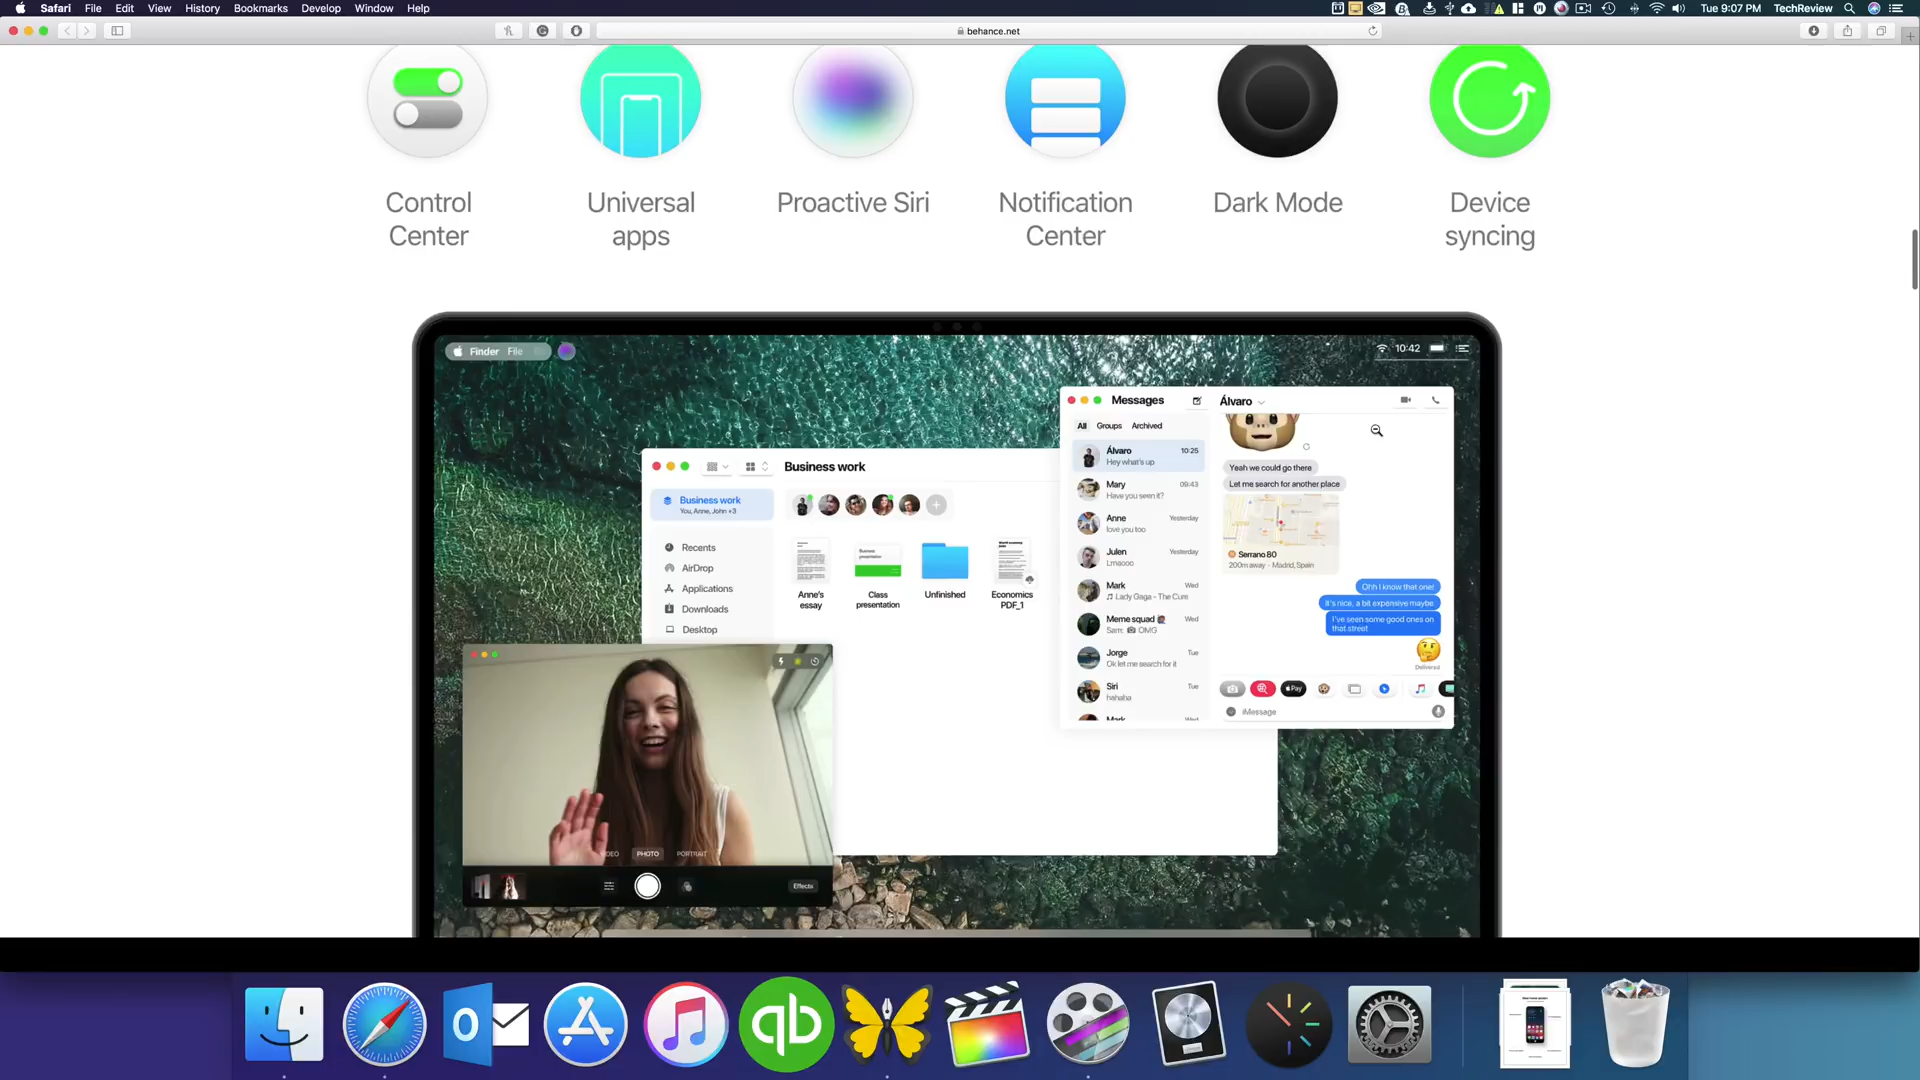 Safari File Edit View History Bookmarks Develop Window Help
Tue 9:07 PM TechReview
behance.net
Control
Center
Universal
apps
Proactive Siri
Notification
Center
Dark Mode
Device
syncing
Finder File
10:42
Messages
All Groups Archived
Álvaro 10:25
Hey what's up
Mary 09:43
Have you seen it?
Anne Yesterday
love you too
Julen Yesterday
Lmaooo
Mark Wed
Lady Gaga - The Cure
Meme squad Wed
Sam: OMG
Jorge Tue
Ok let me search for it
Siri Tue
hahaha
Mark Wed
Álvaro
Yeah we could go there
Let me search for another place
Serrano 80
200m away · Madrid, Spain
Ohh I know that one!
It's nice, a bit expensive maybe
I've seen some good ones on
that street
Delivered
Pay
iMessage
Business work
Business work
You, Anne, John +3
Recents
AirDrop
Applications
Downloads
Desktop
Business
presentation
Anne's
essay
Class
presentation
Unfinished
Economics
PDF_1
PHOTO PORTRAIT
Effects
qb